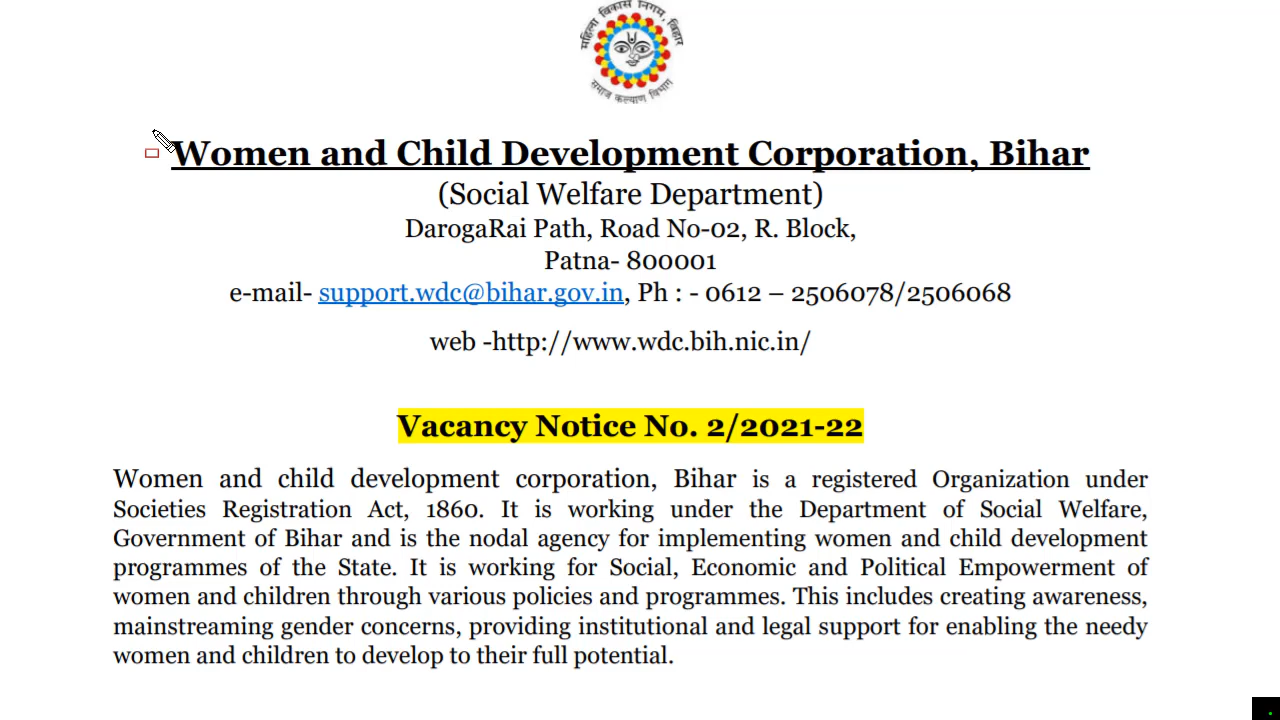 महिला विकास निगम, बिहार
समाज कल्याण विभाग
Women and Child Development Corporation, Bihar
(Social Welfare Department)
DarogaRai Path, Road No-02, R. Block,
Patna- 800001
e-mail- support.wdc@bihar.gov.in, Ph : - 0612 – 2506078/2506068
web -http://www.wdc.bih.nic.in/
Vacancy Notice No. 2/2021-22
Women and child development corporation, Bihar is a registered Organization under
Societies Registration Act, 1860. It is working under the Department of Social Welfare,
Government of Bihar and is the nodal agency for implementing women and child development
programmes of the State. It is working for Social, Economic and Political Empowerment of
women and children through various policies and programmes. This includes creating awareness,
mainstreaming gender concerns, providing institutional and legal support for enabling the needy
women and children to develop to their full potential.